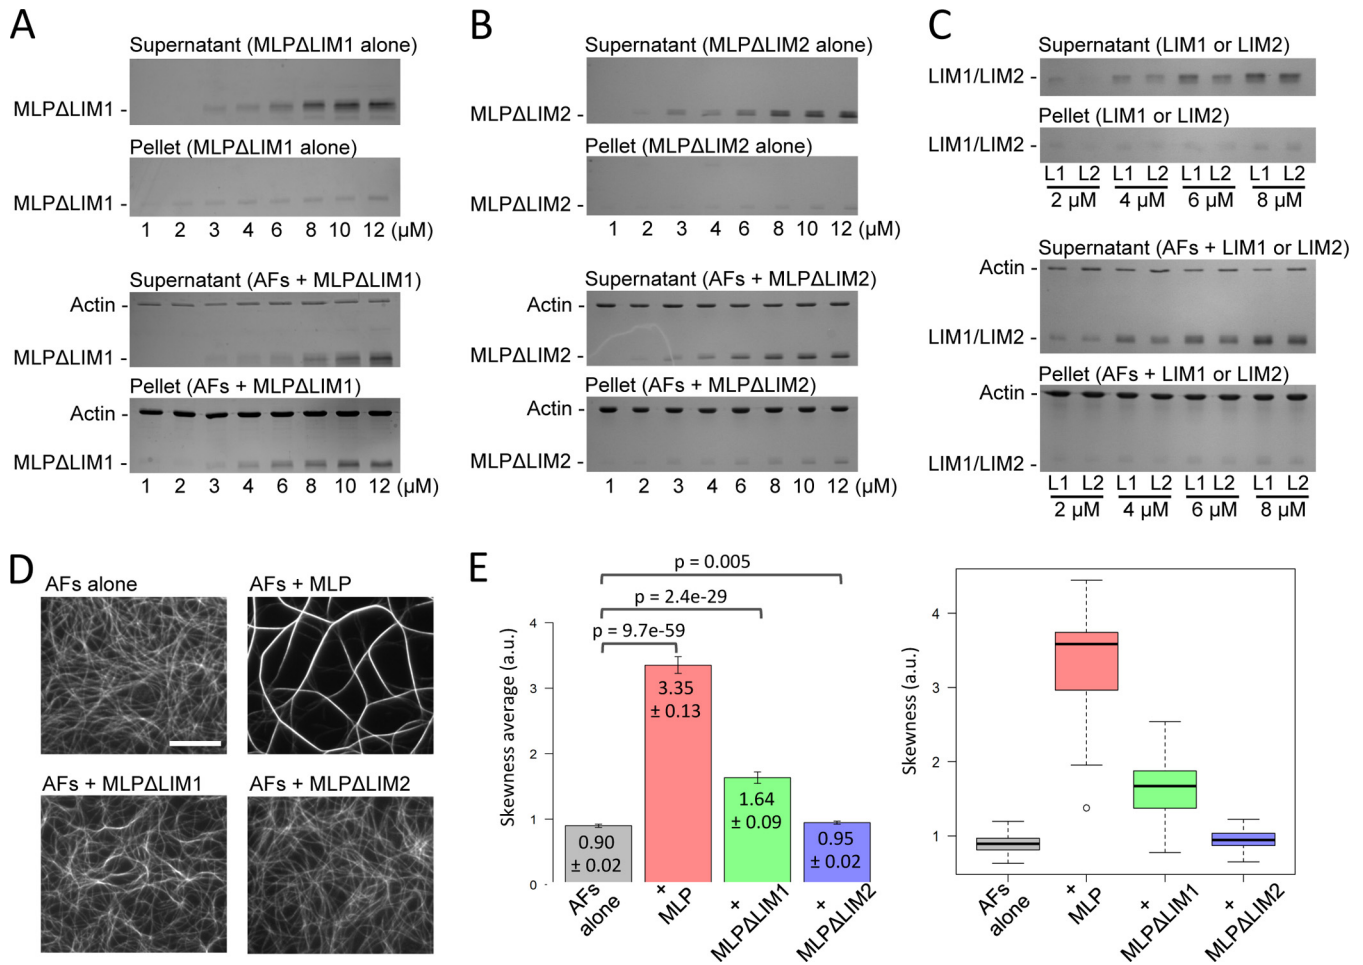 A
Supernatant (MLPΔLIM1 alone)
MLPΔLIM1 -
Pellet (MLPΔLIM1 alone)
MLPΔLIM1 -
1 2 3 4 6 8 10 12 (μM)
Supernatant (AFs + MLPΔLIM1)
Actin -
MLPΔLIM1 -
Pellet (AFs + MLPΔLIM1)
Actin -
MLPΔLIM1 -
1 2 3 4 6 8 10 12 (μM)
B
Supernatant (MLPΔLIM2 alone)
MLPΔLIM2 -
Pellet (MLPΔLIM2 alone)
MLPΔLIM2 -
1 2 3 4 6 8 10 12 (μM)
Supernatant (AFs + MLPΔLIM2)
Actin -
MLPΔLIM2 -
Pellet (AFs + MLPΔLIM2)
Actin -
MLPΔLIM2 -
1 2 3 4 6 8 10 12 (μM)
C
Supernatant (LIM1 or LIM2)
LIM1/LIM2 -
Pellet (LIM1 or LIM2)
LIM1/LIM2 -
L1 L2 L1 L2 L1 L2 L1 L2
2 μM 4 μM 6 μM 8 μM
Supernatant (AFs + LIM1 or LIM2)
Actin -
LIM1/LIM2 -
Pellet (AFs + LIM1 or LIM2)
Actin -
LIM1/LIM2 -
L1 L2 L1 L2 L1 L2 L1 L2
2 μM 4 μM 6 μM 8 μM
D
AFs alone
AFs + MLP
AFs + MLPΔLIM1
AFs + MLPΔLIM2
E
p = 0.005
p = 2.4e-29
p = 9.7e-59
Skewness average (a.u.)
4
3
2
1
0
3.35
± 0.13
1.64
± 0.09
0.90
± 0.02
0.95
± 0.02
AFs
alone
+
MLP
+
MLPΔLIM1
+
MLPΔLIM2
Skewness (a.u.)
4
3
2
1
AFs
alone
+
MLP
+
MLPΔLIM1
+
MLPΔLIM2